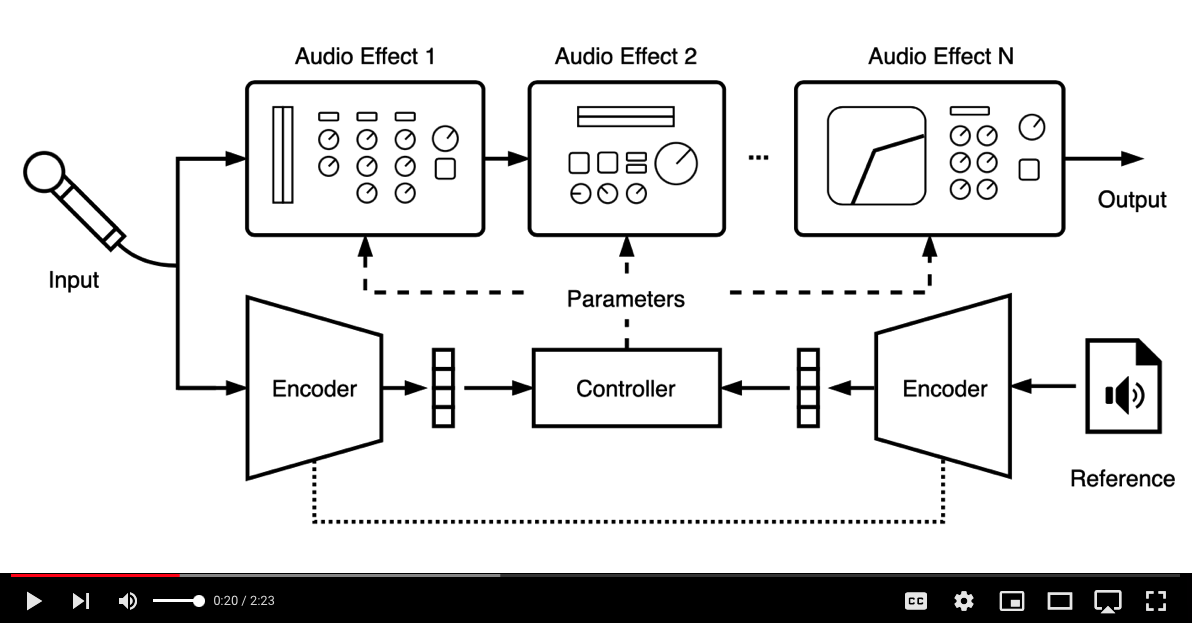 Audio Effect 1
Audio Effect 2
Audio Effect N
...
Output
Input
Parameters
Encoder
Controller
Encoder
Reference
0:20 / 2:23
CC